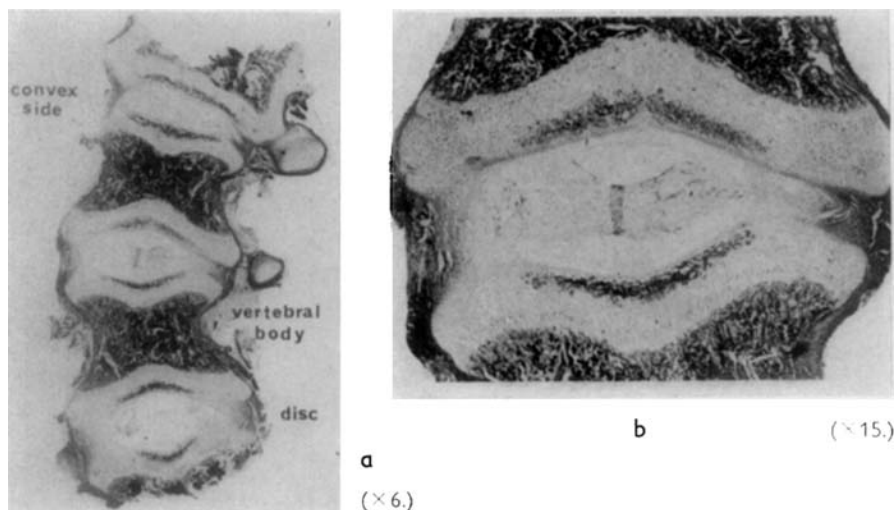 convex
side
vertebral
body
disc
a
(×6.)
b
(×15.)